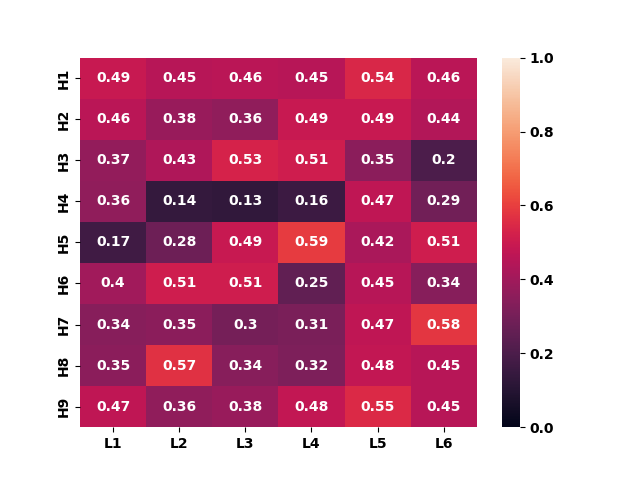 H1 0.49 0.45 0.46 0.45 0.54 0.46
H2 0.46 0.38 0.36 0.49 0.49 0.44
H3 0.37 0.43 0.53 0.51 0.35 0.2
H4 0.36 0.14 0.13 0.16 0.47 0.29
H5 0.17 0.28 0.49 0.59 0.42 0.51
H6 0.4 0.51 0.51 0.25 0.45 0.34
H7 0.34 0.35 0.3 0.31 0.47 0.58
H8 0.35 0.57 0.34 0.32 0.48 0.45
H9 0.47 0.36 0.38 0.48 0.55 0.45
L1 L2 L3 L4 L5 L6
1.0
0.8
0.6
0.4
0.2
0.0